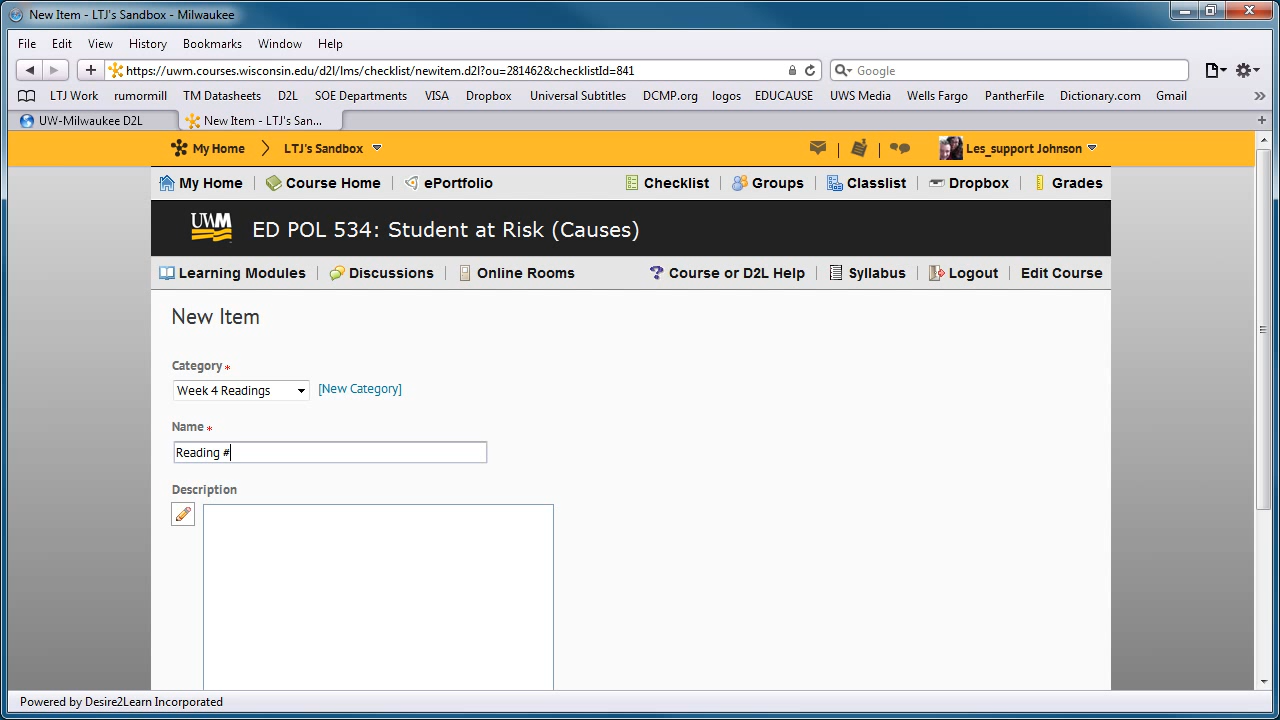 New Item - LTJ's Sandbox - Milwaukee
File Edit View History Bookmarks Window Help
https://uwm.courses.wisconsin.edu/d2l/lms/checklist/newitem.d2l?ou=281462&checklistId=841 Google
LTJ Work rumormill TM Datasheets D2L SOE Departments VISA Dropbox Universal Subtitles DCMP.org logos EDUCAUSE UWS Media Wells Fargo PantherFile Dictionary.com Gmail
UW-Milwaukee D2L New Item - LTJ's San...
My Home LTJ's Sandbox Les_support Johnson
My Home Course Home ePortfolio Checklist Groups Classlist Dropbox Grades
UWM ED POL 534: Student at Risk (Causes)
Learning Modules Discussions Online Rooms Course or D2L Help Syllabus Logout Edit Course
New Item
Category *
Week 4 Readings [New Category]
Name *
Reading #
Description
Powered by Desire2Learn Incorporated